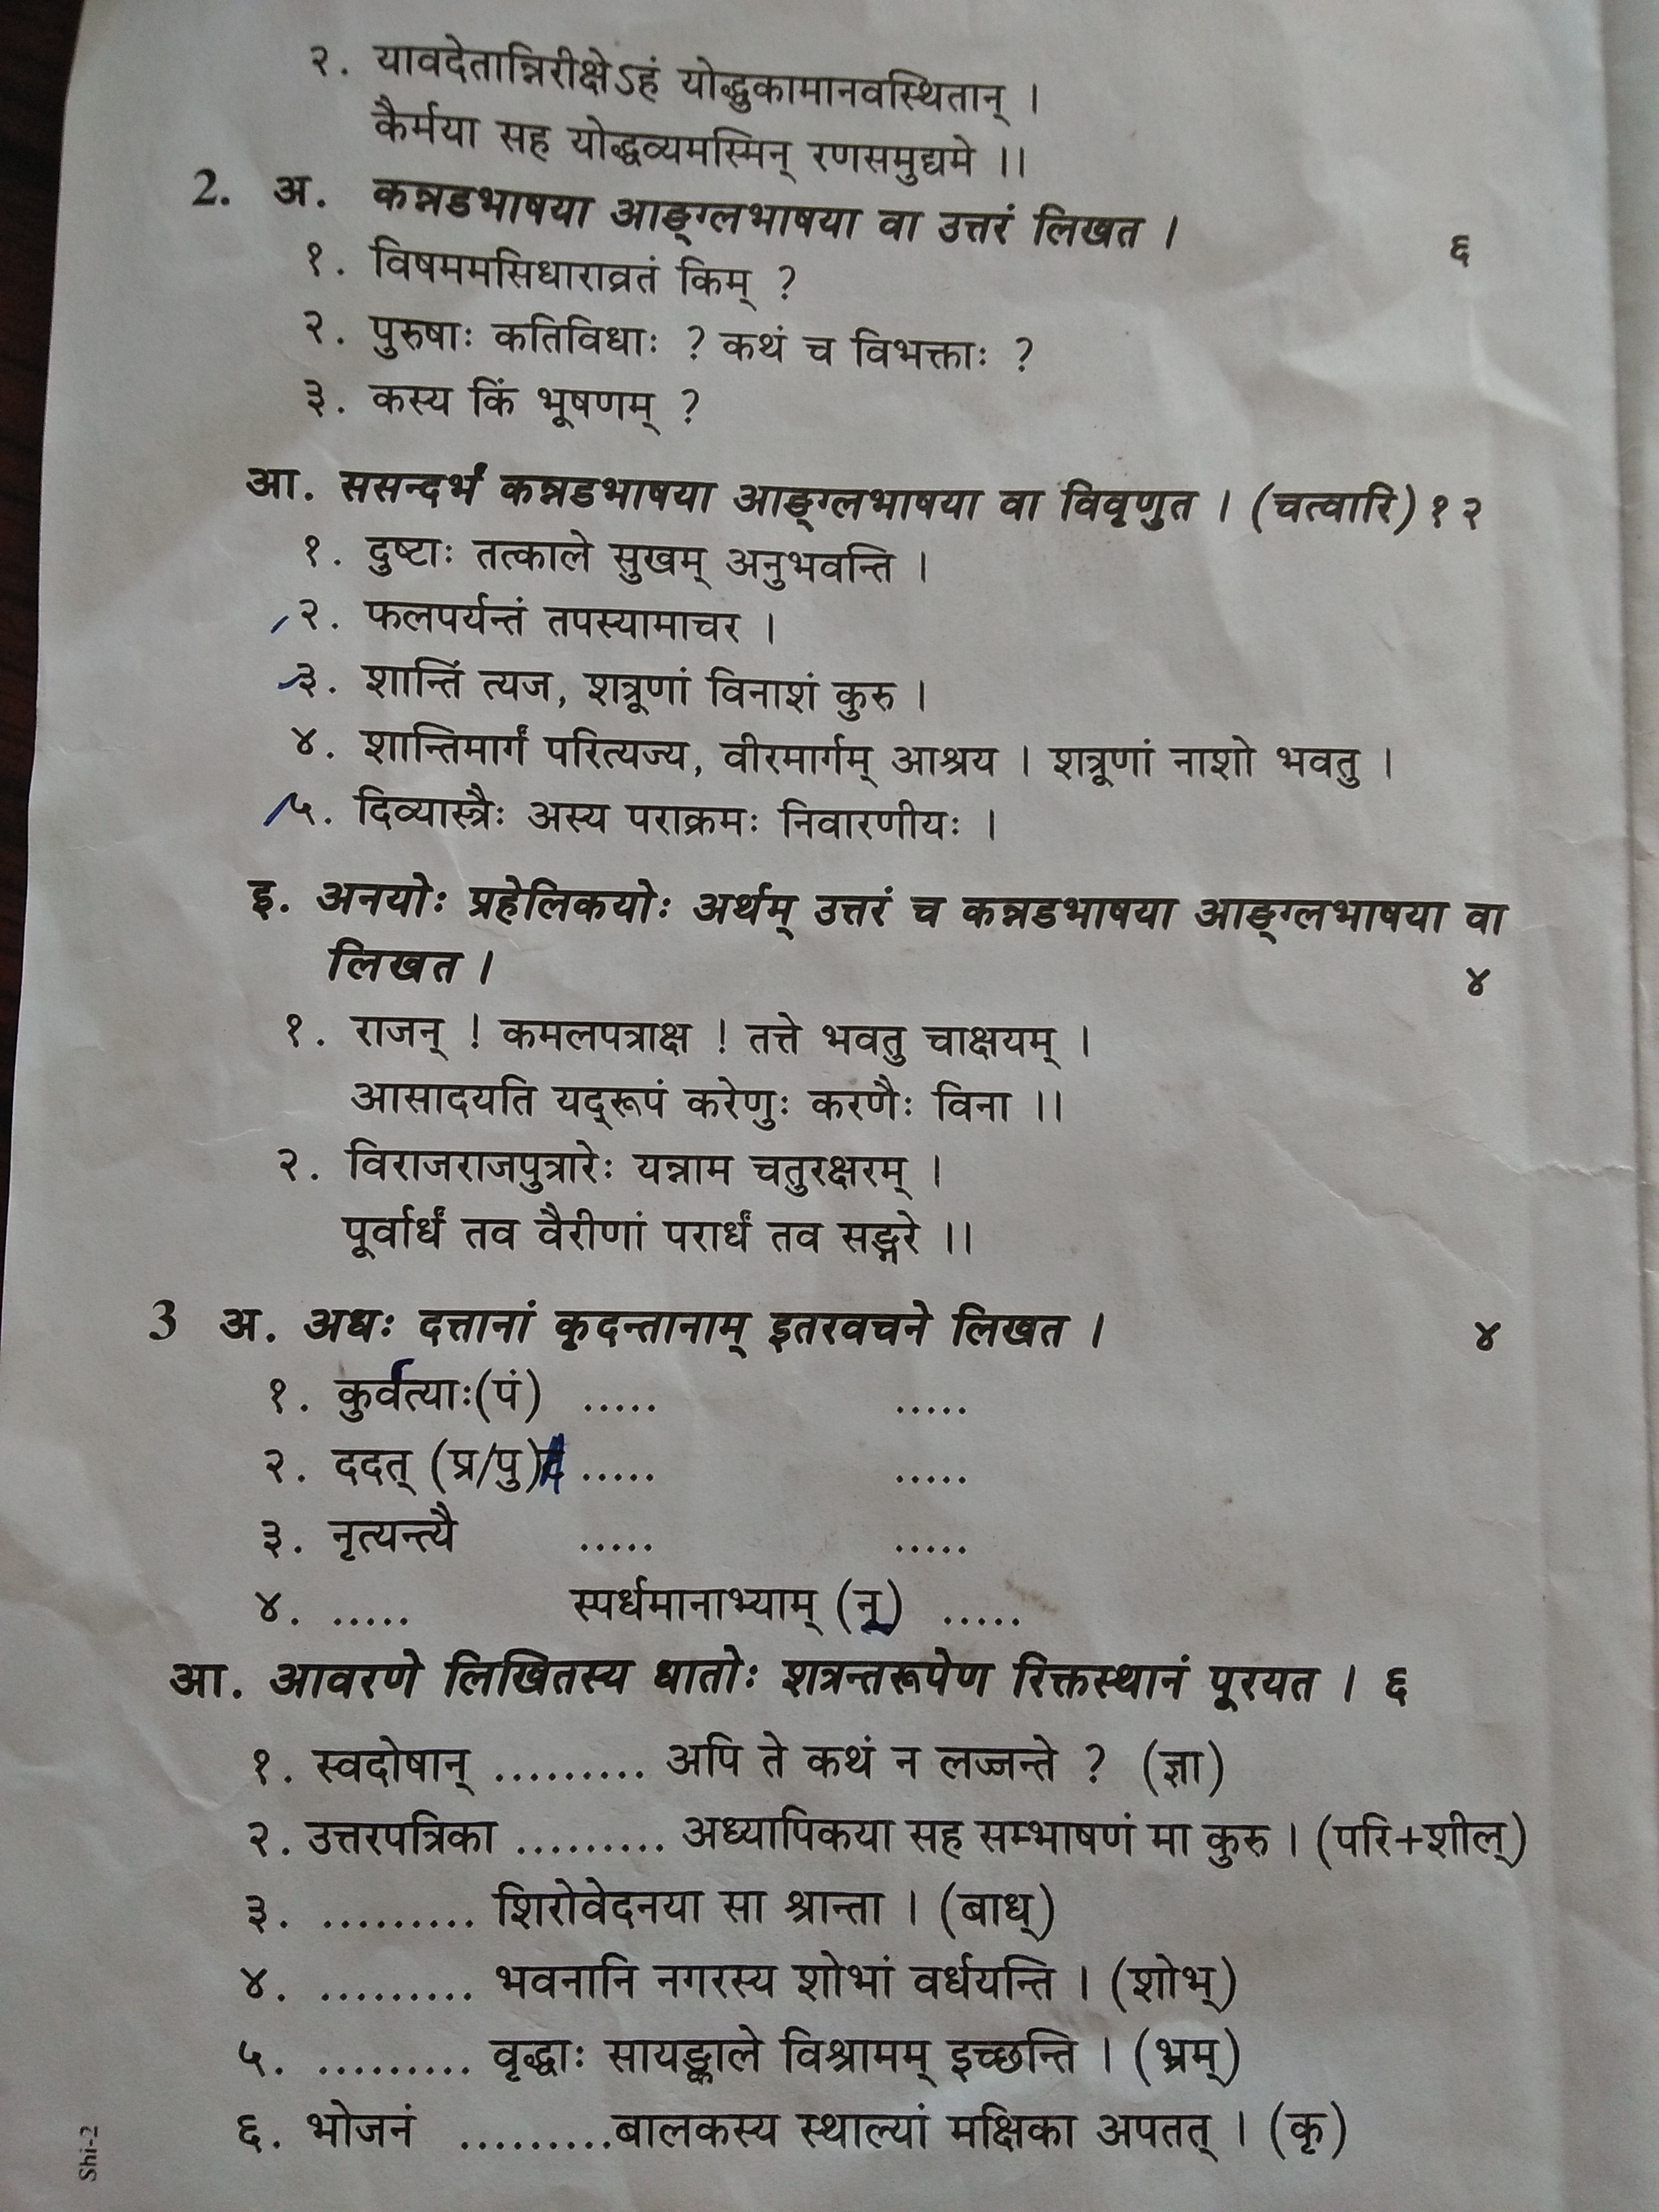 २. यावदेतान्निरीक्षेऽहं योद्धुकामानवस्थितान् ।
कैर्मया सह योद्धव्यमस्मिन् रणसमुद्यमे ।।
2. अ. कन्नडभाषया आङ्ग्लभाषया वा उत्तरं लिखत । ६
१. विषममसिधाराव्रतं किम् ?
२. पुरुषाः कतिविधाः ? कथं च विभक्ताः ?
३. कस्य किं भूषणम् ?
आ. ससन्दर्भं कन्नडभाषया आङ्ग्लभाषया वा विवृणुत । (चत्वारि) १२
१. दुष्टाः तत्काले सुखम् अनुभवन्ति ।
२. फलपर्यन्तं तपस्यामाचर ।
३. शान्तिं त्यज, शत्रूणां विनाशं कुरु ।
४. शान्तिमार्गं परित्यज्य, वीरमार्गम् आश्रय । शत्रूणां नाशो भवतु ।
५. दिव्यास्त्रैः अस्य पराक्रमः निवारणीयः ।
इ. अनयोः प्रहेलिकयोः अर्थम् उत्तरं च कन्नडभाषया आङ्ग्लभाषया वा
लिखत । ४
१. राजन् ! कमलपत्राक्ष ! तत्ते भवतु चाक्षयम् ।
आसादयति यद्‌रूपं करेणुः करणैः विना ।।
२. विराजराजपुत्रारेः यन्नाम चतुरक्षरम् ।
पूर्वार्धं तव वैरीणां परार्धं तव सङ्गरे ।।
3 अ. अधः दत्तानां कृदन्तानाम् इतरवचने लिखत । ४
१. कुर्वत्याः(पं) ..... .....
२. ददत् (प्र/पु) ..... .....
३. नृत्यन्त्यै ..... .....
४. ..... स्पर्धमानाभ्याम् (नृ) .....
आ. आवरणे लिखितस्य धातोः शत्रन्तरूपेण रिक्तस्थानं पूरयत । ६
१. स्वदोषान् ......... अपि ते कथं न लज्जन्ते ? (ज्ञा)
२. उत्तरपत्रिका ......... अध्यापिकया सह सम्भाषणं मा कुरु । (परि+शील्)
३. ......... शिरोवेदनया सा श्रान्ता । (बाध्)
४. ......... भवनानि नगरस्य शोभां वर्धयन्ति । (शोभ्)
५. ......... वृद्धाः सायङ्काले विश्रामम् इच्छन्ति । (भ्रम्)
६. भोजनं .........बालकस्य स्थाल्यां मक्षिका अपतत् । (कृ)
Shi-2